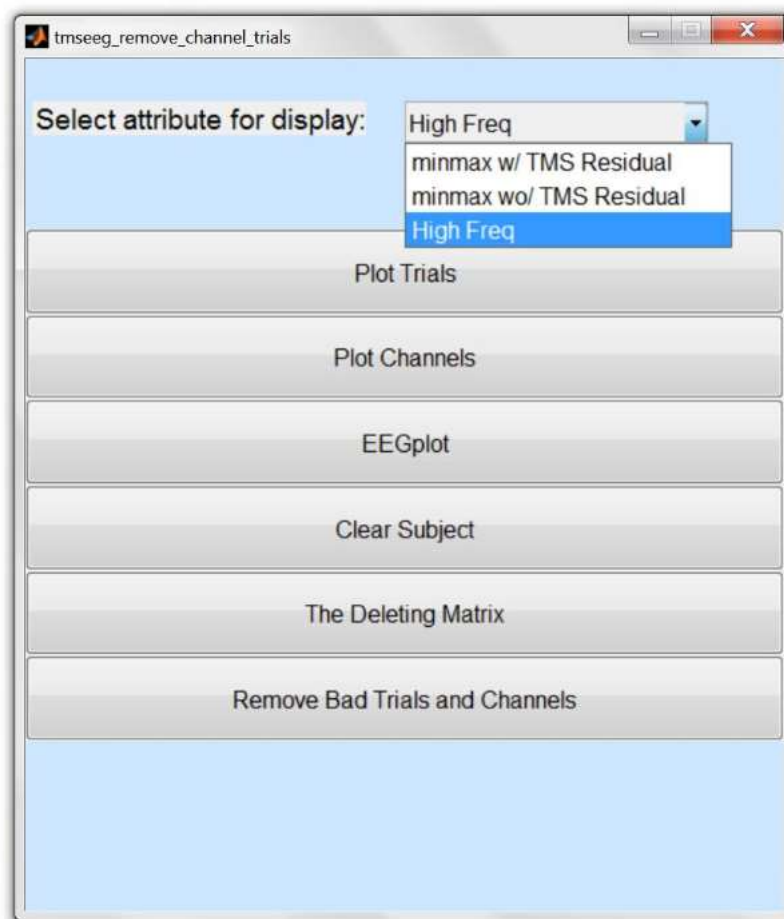 tmseeg_remove_channel_trials
Select attribute for display:
High Freq
minmax w/ TMS Residual
minmax wo/ TMS Residual
High Freq
Plot Trials
Plot Channels
EEGplot
Clear Subject
The Deleting Matrix
Remove Bad Trials and Channels